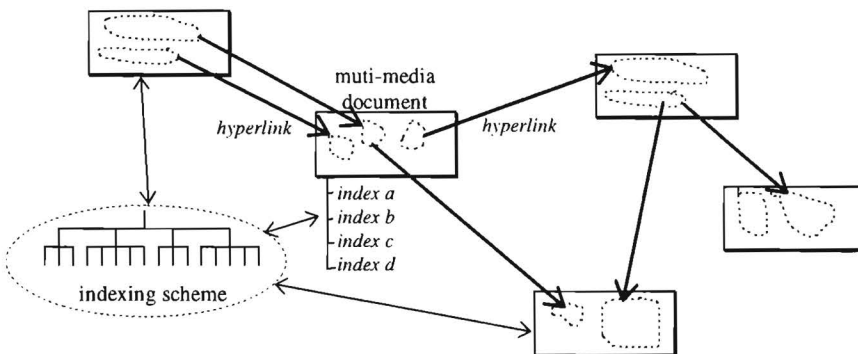 muti-media
document
hyperlink
hyperlink
index a
index b
index c
index d
indexing scheme